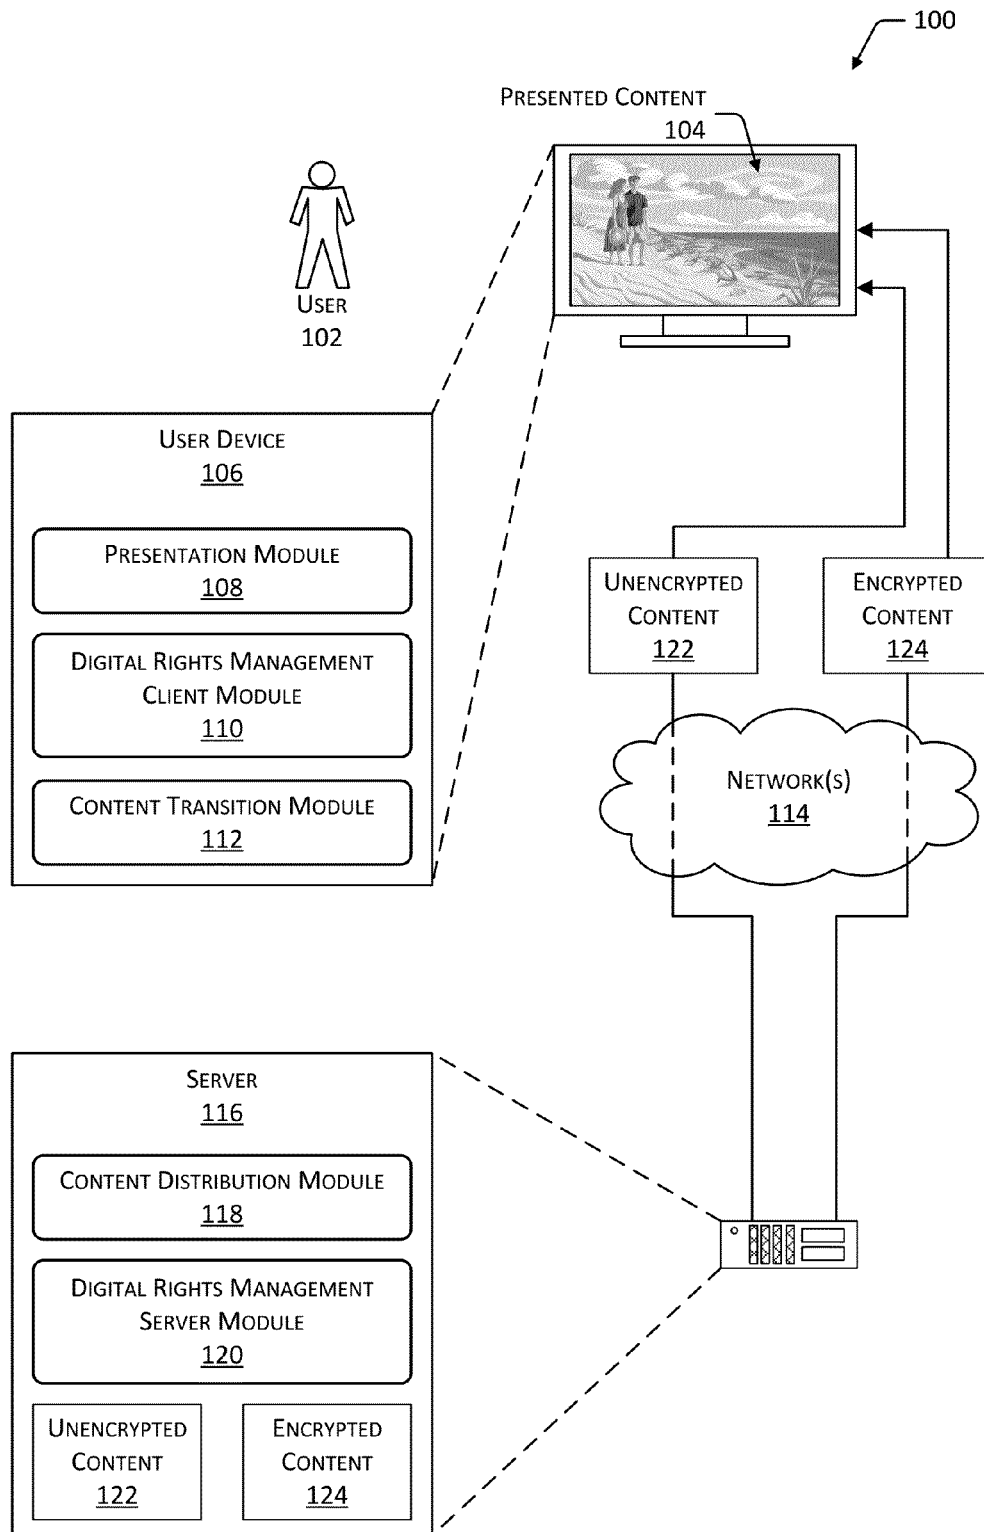 100
PRESENTED CONTENT
104
USER
102
USER DEVICE
106
PRESENTATION MODULE
108
DIGITAL RIGHTS MANAGEMENT
CLIENT MODULE
110
CONTENT TRANSITION MODULE
112
UNENCRYPTED
CONTENT
122
ENCRYPTED
CONTENT
124
NETWORK(S)
114
SERVER
116
CONTENT DISTRIBUTION MODULE
118
DIGITAL RIGHTS MANAGEMENT
SERVER MODULE
120
UNENCRYPTED
CONTENT
122
ENCRYPTED
CONTENT
124